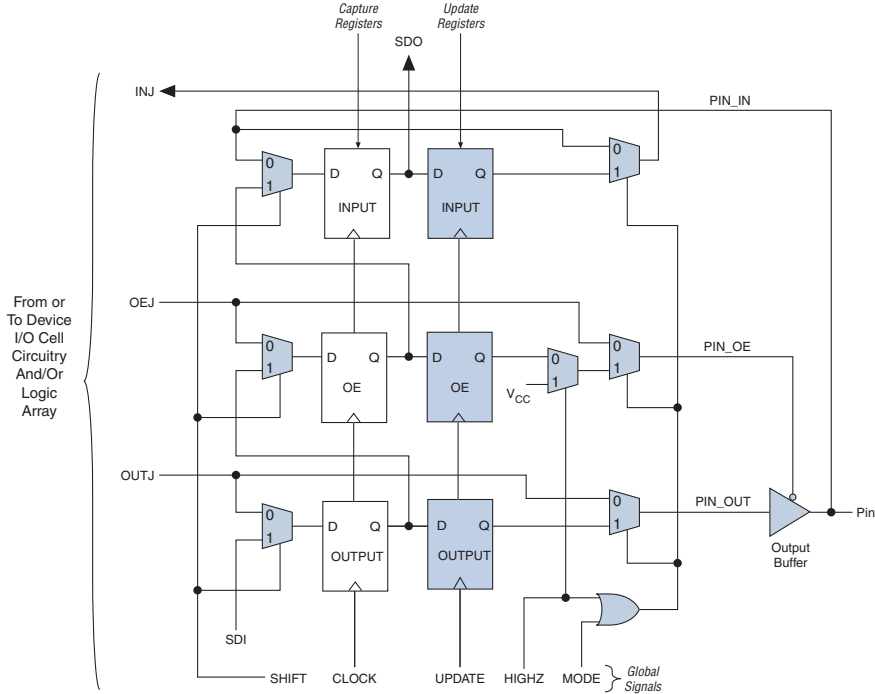 Capture
Registers
Update
Registers
SDO
INJ
PIN_IN
0
1
D Q
INPUT
D Q
INPUT
0
1
From or
To Device
I/O Cell
Circuitry
And/Or
Logic
Array
OEJ
0
1
D Q
OE
D Q
OE
0
1
VCC
0
1
PIN_OE
OUTJ
0
1
D Q
OUTPUT
D Q
OUTPUT
0
1
PIN_OUT
Pin
Output
Buffer
SDI
SHIFT
CLOCK
UPDATE
HIGHZ
MODE
Global
Signals